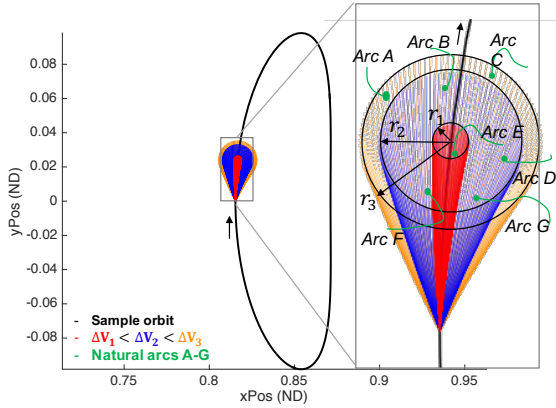 0.08
0.06
0.04
0.02
0
-0.02
-0.04
-0.06
-0.08
yPos (ND)
0.75
0.8
0.85
0.9
0.95
xPos (ND)
- Sample orbit
- ΔV₁ < ΔV₂ < ΔV₃
- Natural arcs A-G
Arc A
Arc B
Arc
C
r₁
r₂
r₃
Arc E
Arc D
Arc F
Arc G